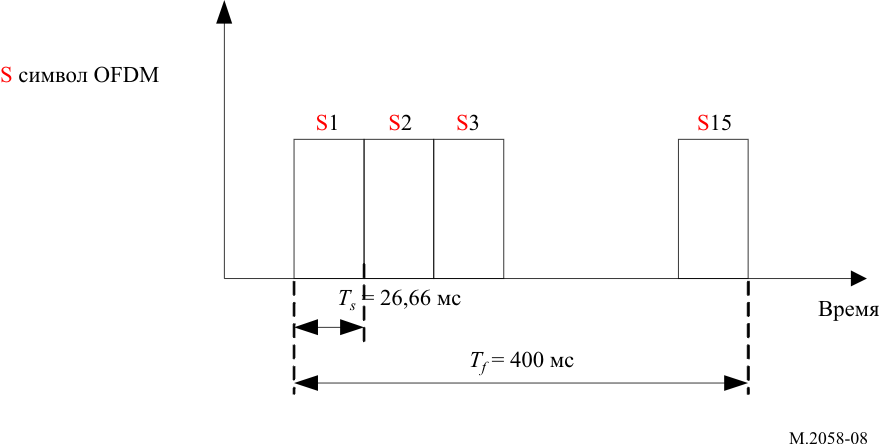 S символ OFDM
S1
S2
S3
S15
Ts = 26,66 мс
Время
Tf = 400 мс
M.2058-08